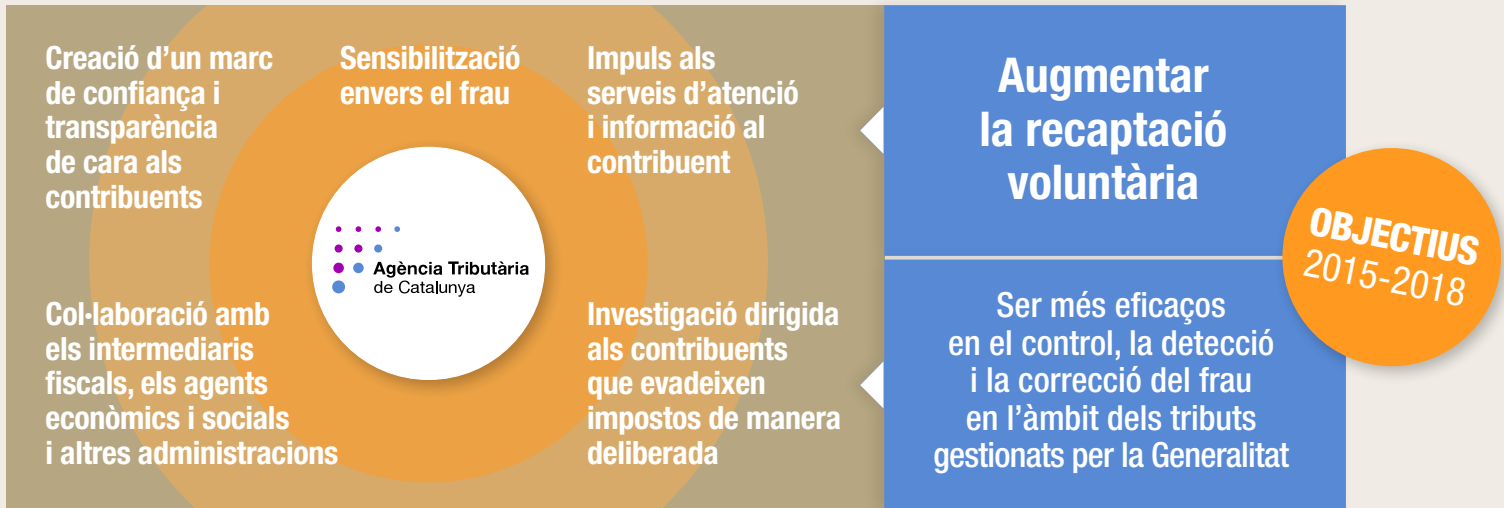 Creació d’un marc
de confiança i
transparència
de cara als
contribuents
Sensibilització
envers el frau
Impuls als
serveis d’atenció
i informació al
contribuent
Agència Tributària
de Catalunya
Col·laboració amb
els intermediaris
fiscals, els agents
econòmics i socials
i altres administracions
Investigació dirigida
als contribuents
que evadeixen
impostos de manera
deliberada
Augmentar
la recaptació
voluntària
Ser més eficaços
en el control, la detecció
i la correcció del frau
en l’àmbit dels tributs
gestionats per la Generalitat
OBJECTIUS
2015-2018